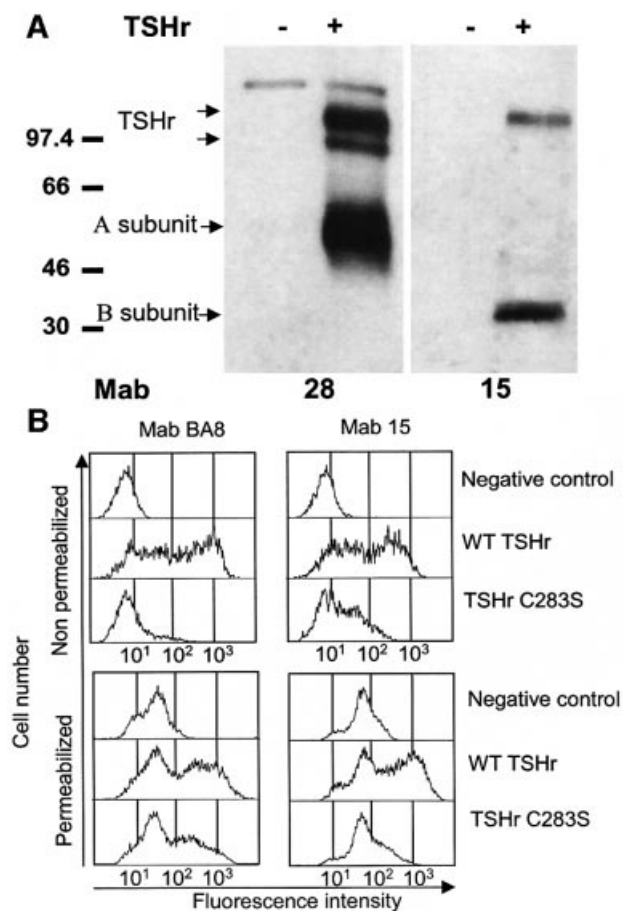 A TSHr - + - +
TSHr
97.4
66
A subunit
46
B subunit
30
Mab 28 15
B Mab BA8 Mab 15
Non permeabilized
Negative control
WT TSHr
TSHr C283S
10¹ 10² 10³ 10¹ 10² 10³
Cell number
Permeabilized
Negative control
WT TSHr
TSHr C283S
10¹ 10² 10³ 10¹ 10² 10³
Fluorescence intensity